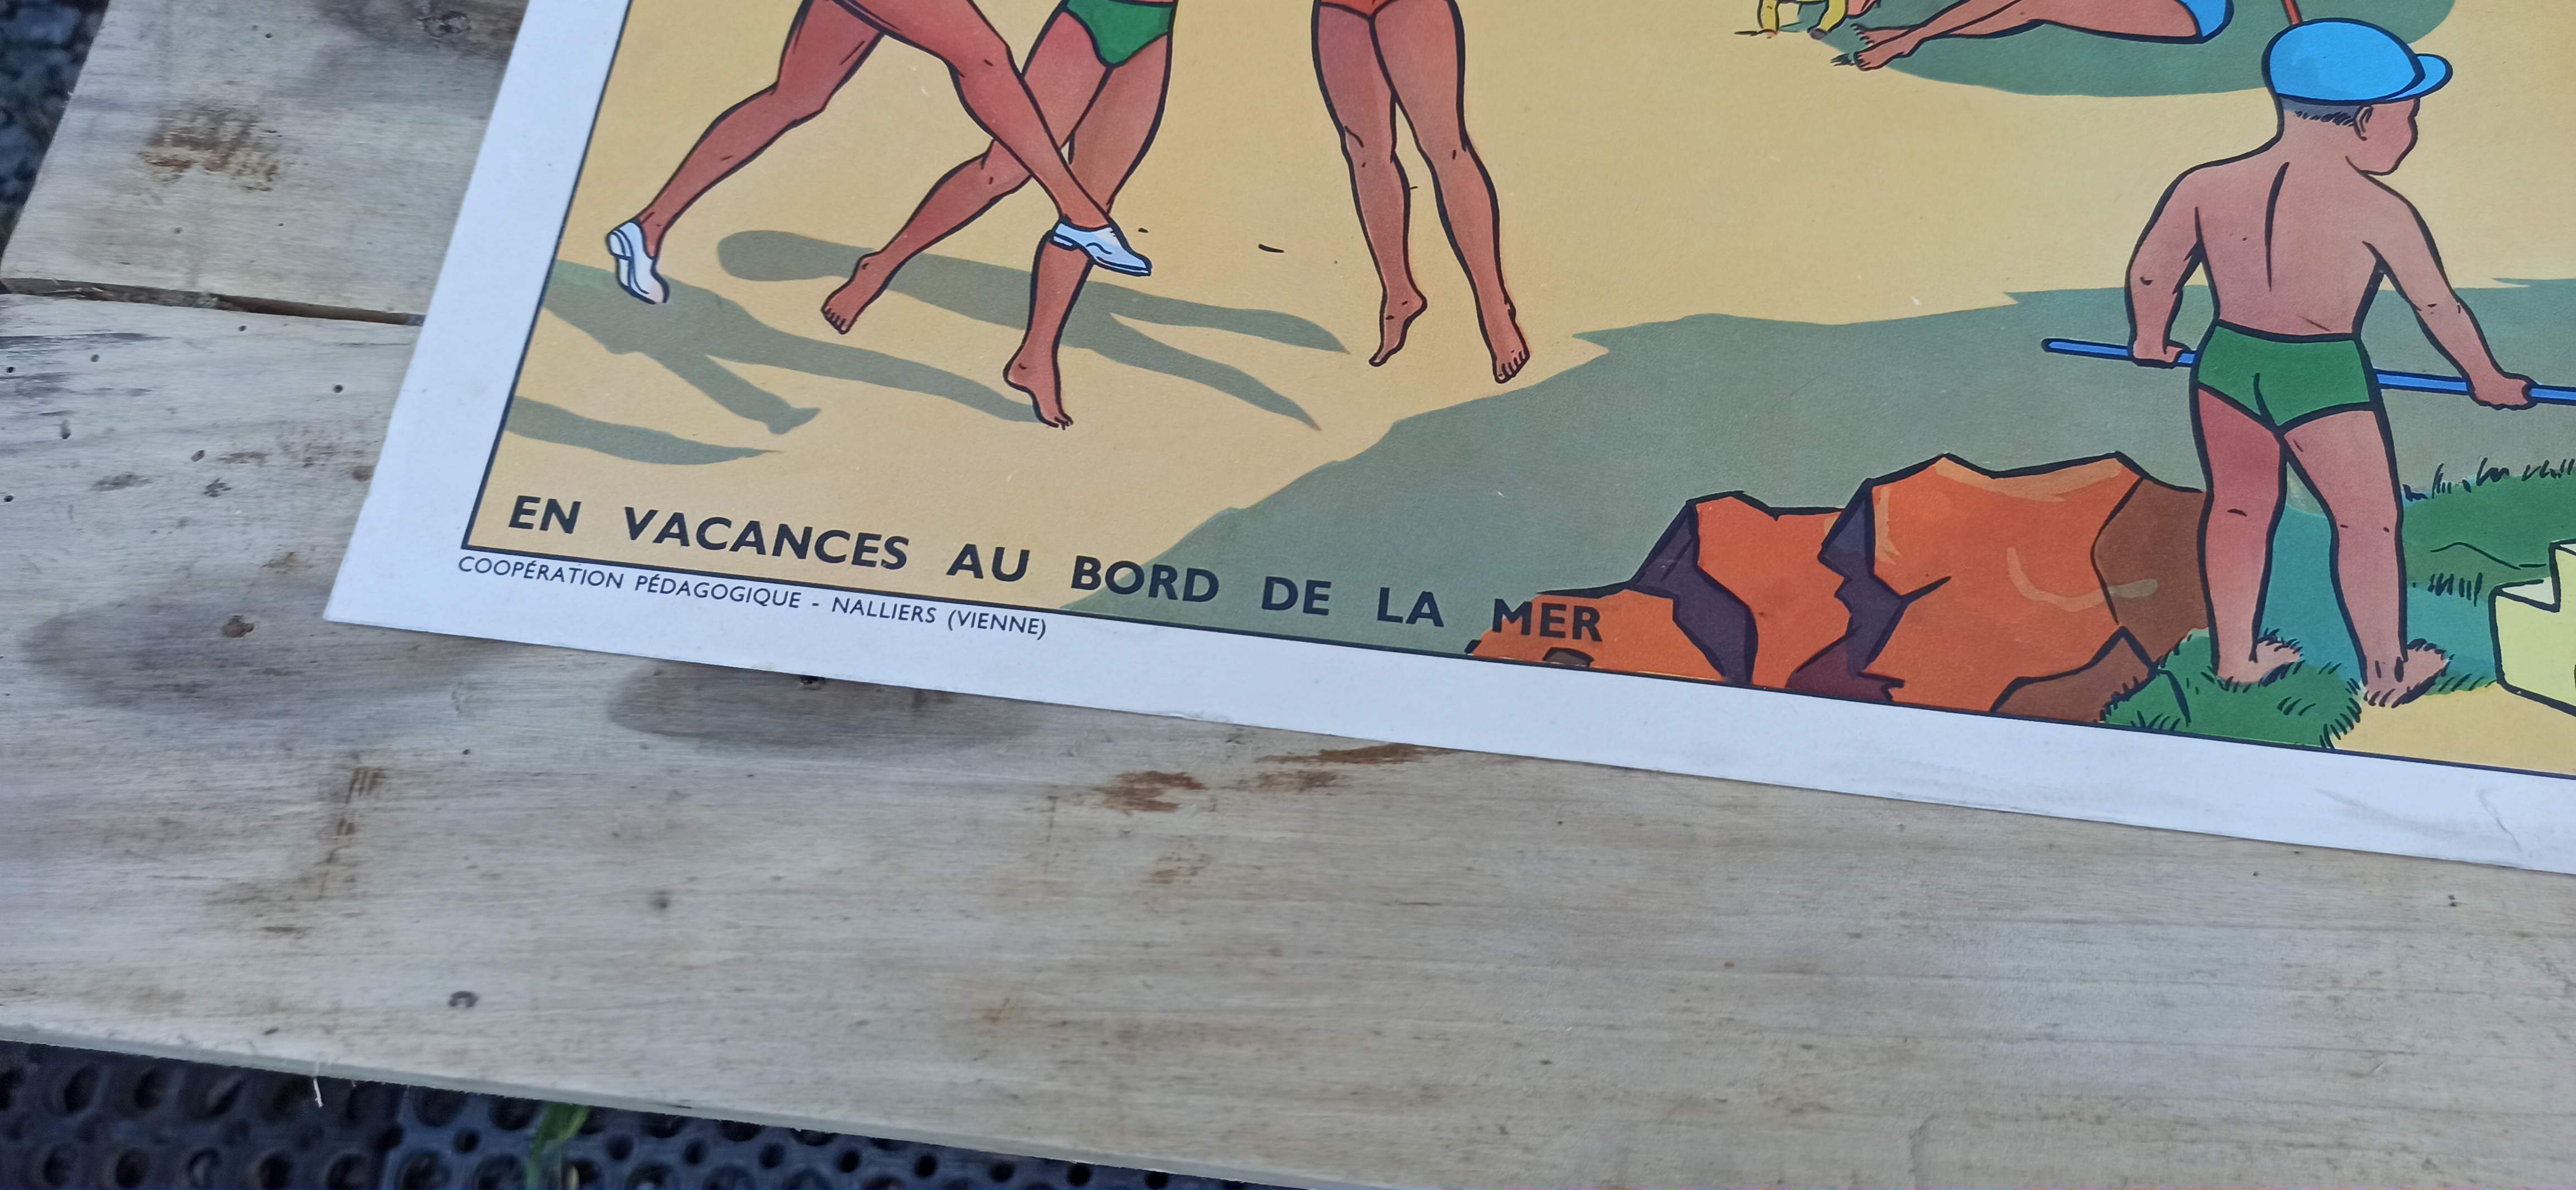 EN VACANCES AU BORD DE LA MER
COOPÉRATION PÉDAGOGIQUE - NALLIERS (VIENNE)